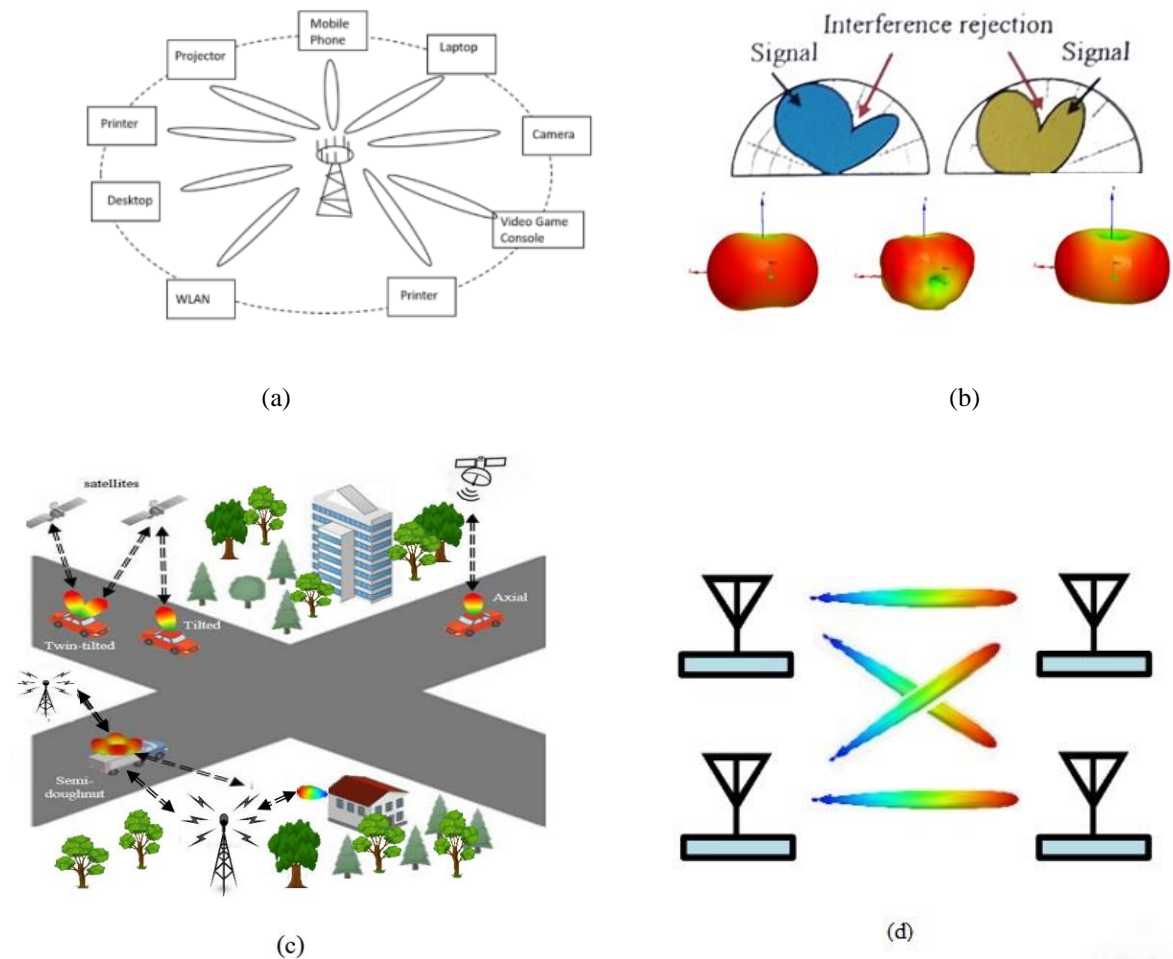 Mobile
Phone
Projector
Laptop
Printer
Camera
Desktop
Video Game
Console
WLAN
Printer
(a)
Interference rejection
Signal
Signal
(b)
satellites
Twin-tilted
Tilted
Axial
Semi-
doughnut
(c)
(d)